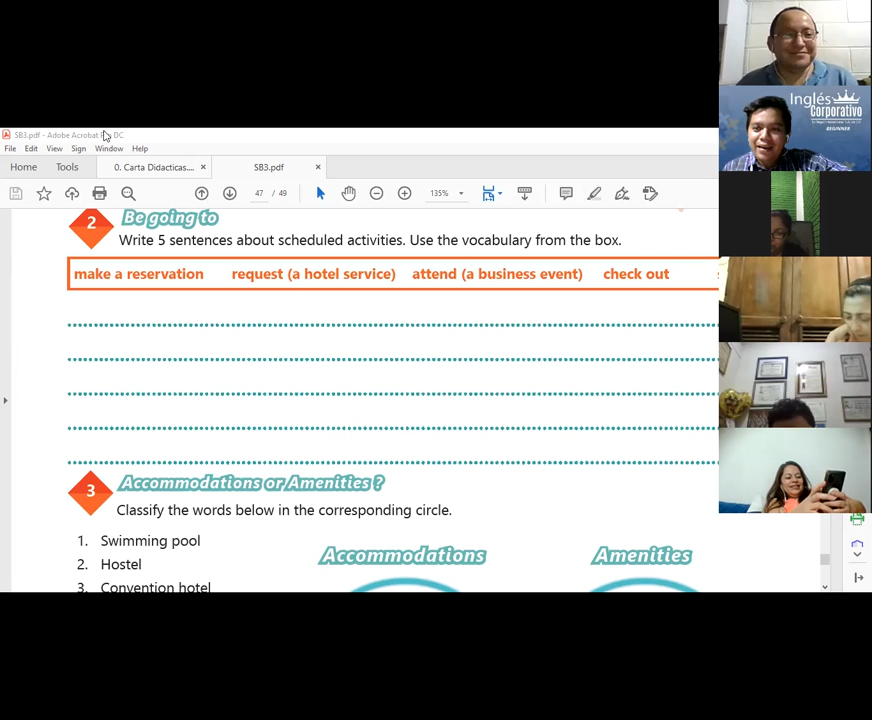 SB3.pdf - Adobe Acrobat Pro DC
File Edit View Sign Window Help
Home Tools 0. Carta Didacticas.... × SB3.pdf ×
47 / 49 135%
2 Be going to
Write 5 sentences about scheduled activities. Use the vocabulary from the box.
make a reservation request (a hotel service) attend (a business event) check out
3 Accommodations or Amenities ?
Classify the words below in the corresponding circle.
1. Swimming pool
Accommodations Amenities
2. Hostel
3. Convention hotel
Inglés
Corporativo
BEGINNER